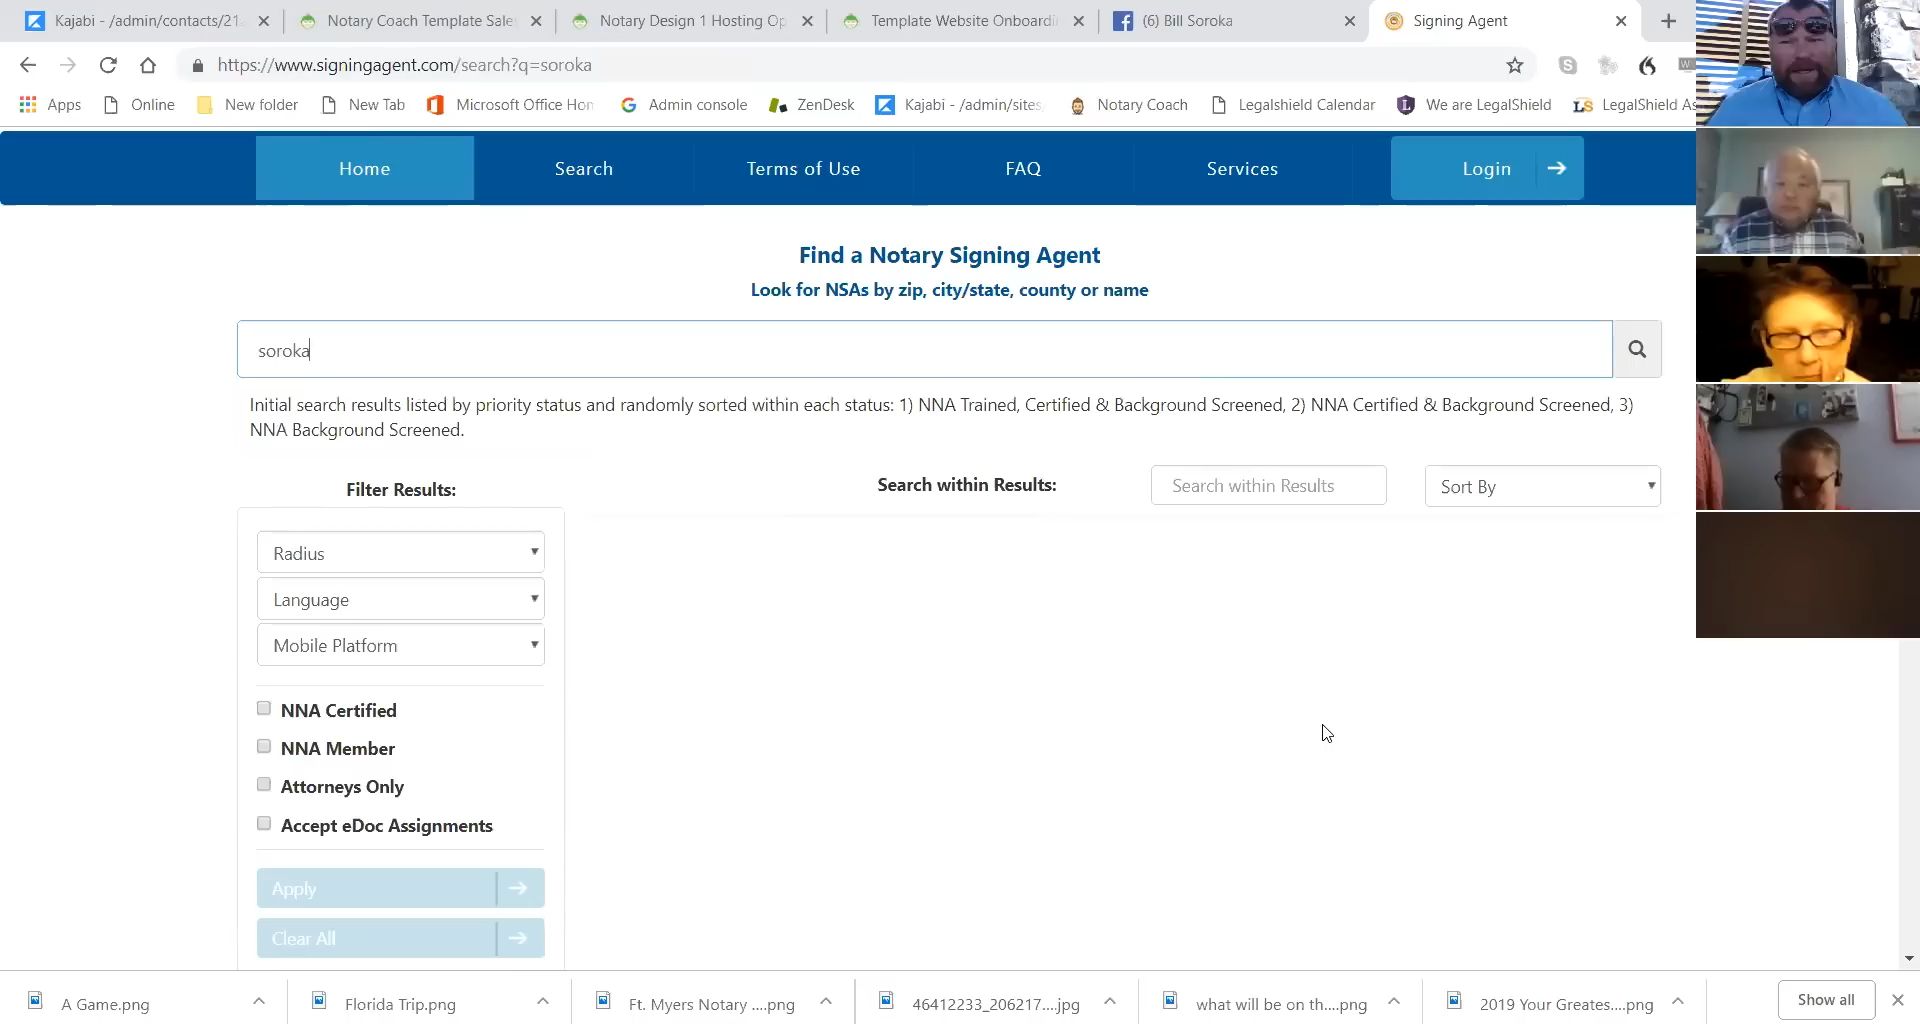 Kajabi - /admin/contacts/21
Notary Coach Template Sale
Notary Design 1 Hosting Op
Template Website Onboardi
(6) Bill Soroka
Signing Agent
https://www.signingagent.com/search?q=soroka
Apps
Online
New folder
New Tab
Microsoft Office Hon
Admin console
ZenDesk
Kajabi - /admin/sites,
Notary Coach
Legalshield Calendar
We are LegalShield
LegalShield As
Home
Search
Terms of Use
FAQ
Services
Login
Find a Notary Signing Agent
Look for NSAs by zip, city/state, county or name
soroka
Initial search results listed by priority status and randomly sorted within each status: 1) NNA Trained, Certified & Background Screened, 2) NNA Certified & Background Screened, 3)
NNA Background Screened.
Filter Results:
Search within Results:
Search within Results
Sort By
Radius
Language
Mobile Platform
NNA Certified
NNA Member
Attorneys Only
Accept eDoc Assignments
Apply
Clear All
A Game.png
Florida Trip.png
Ft. Myers Notary ....png
46412233_206217....jpg
what will be on th....png
2019 Your Greates....png
Show all